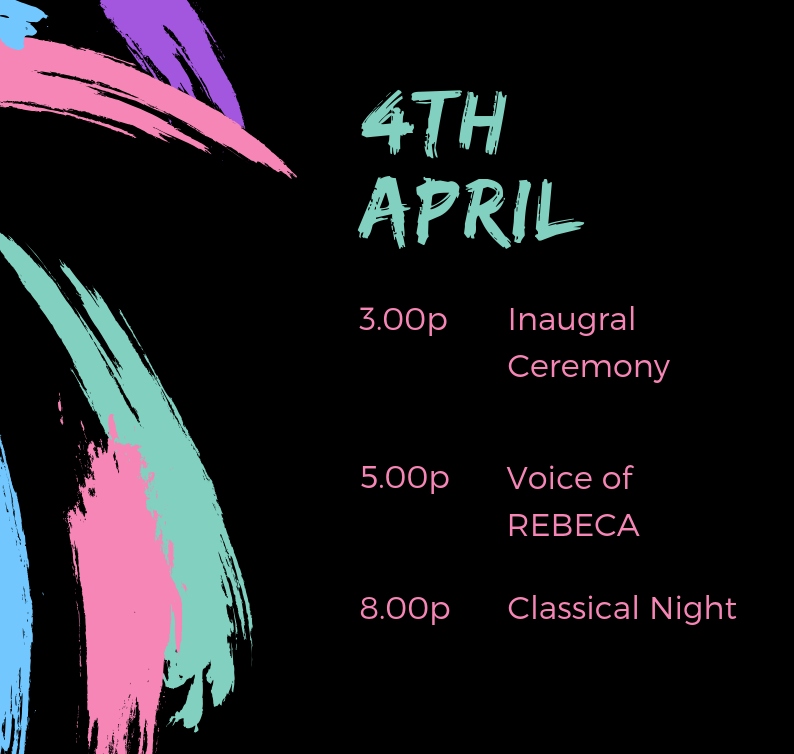 4TH
APRIL
3.00p Inaugral
Ceremony
5.00p Voice of
REBECA
8.00p Classical Night